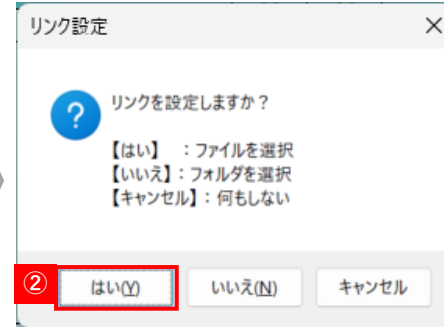 リンク設定
リンクを設定しますか？
【はい】　：ファイルを選択
【いいえ】：フォルダを選択
【キャンセル】：何もしない
② はい(Y) いいえ(N) キャンセル